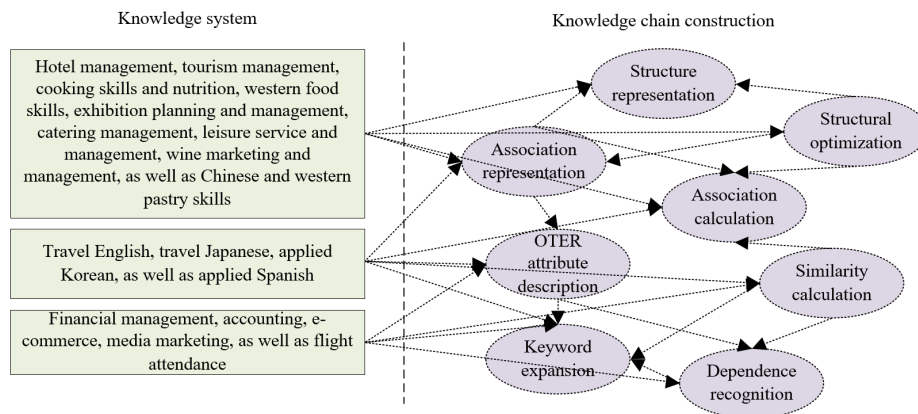 Knowledge system
Knowledge chain construction
Hotel management, tourism management,
cooking skills and nutrition, western food
skills, exhibition planning and management,
catering management, leisure service and
management, wine marketing and
management, as well as Chinese and western
pastry skills
Travel English, travel Japanese, applied
Korean, as well as applied Spanish
Financial management, accounting, e-
commerce, media marketing, as well as flight
attendance
Structure
representation
Structural
optimization
Association
representation
Association
calculation
OTER
attribute
description
Similarity
calculation
Keyword
expansion
Dependence
recognition